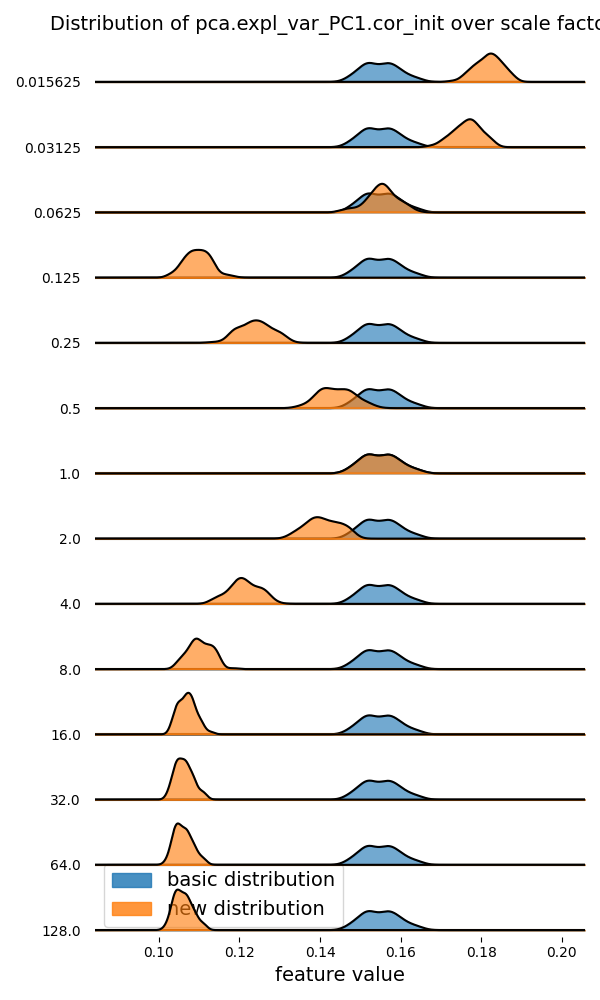 Distribution of pca.expl_var_PC1.cor_init over scale facto
0.015625
0.03125
0.0625
0.125
0.25
0.5
1.0
2.0
4.0
8.0
16.0
32.0
64.0
basic distribution
new distribution
128.0
0.10 0.12 0.14 0.16 0.18 0.20
feature value